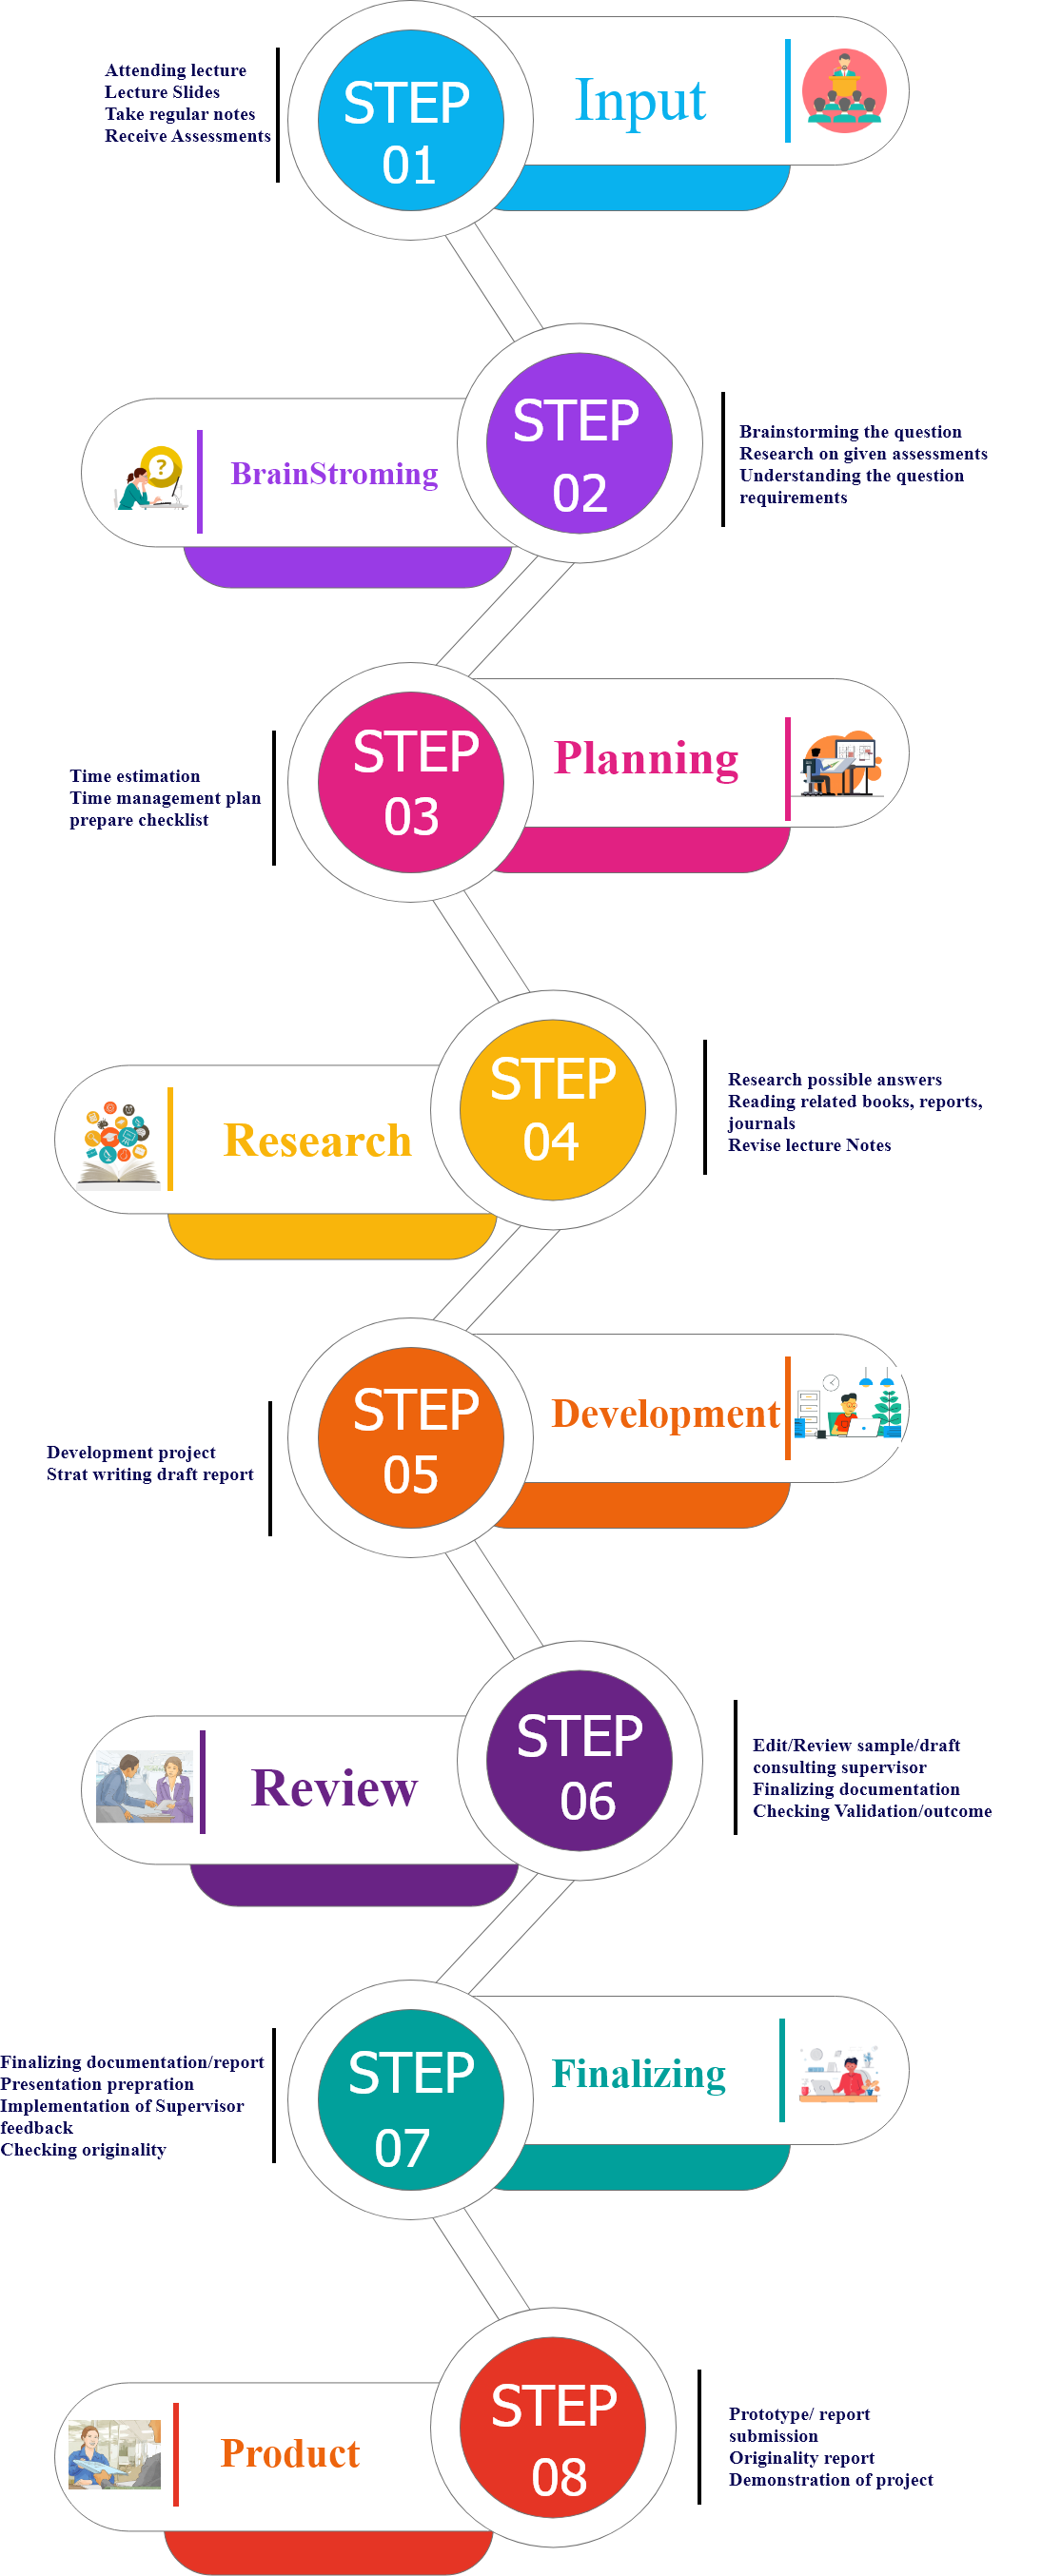 Attending lecture
Lecture Slides
Take regular notes
Receive Assessments
STEP
01
Input
BrainStroming
STEP
02
Brainstorming the question
Research on given assessments
Understanding the question
requirements
Time estimation
Time management plan
prepare checklist
STEP
03
Planning
Research
STEP
04
Research possible answers
Reading related books, reports,
journals
Revise lecture Notes
Development project
Strat writing draft report
STEP
05
Development
Review
STEP
06
Edit/Review sample/draft
consulting supervisor
Finalizing documentation
Checking Validation/outcome
Finalizing documentation/report
Presentation prepration
Implementation of Supervisor
feedback
Checking originality
STEP
07
Finalizing
Product
STEP
08
Prototype/ report
submission
Originality report
Demonstration of project